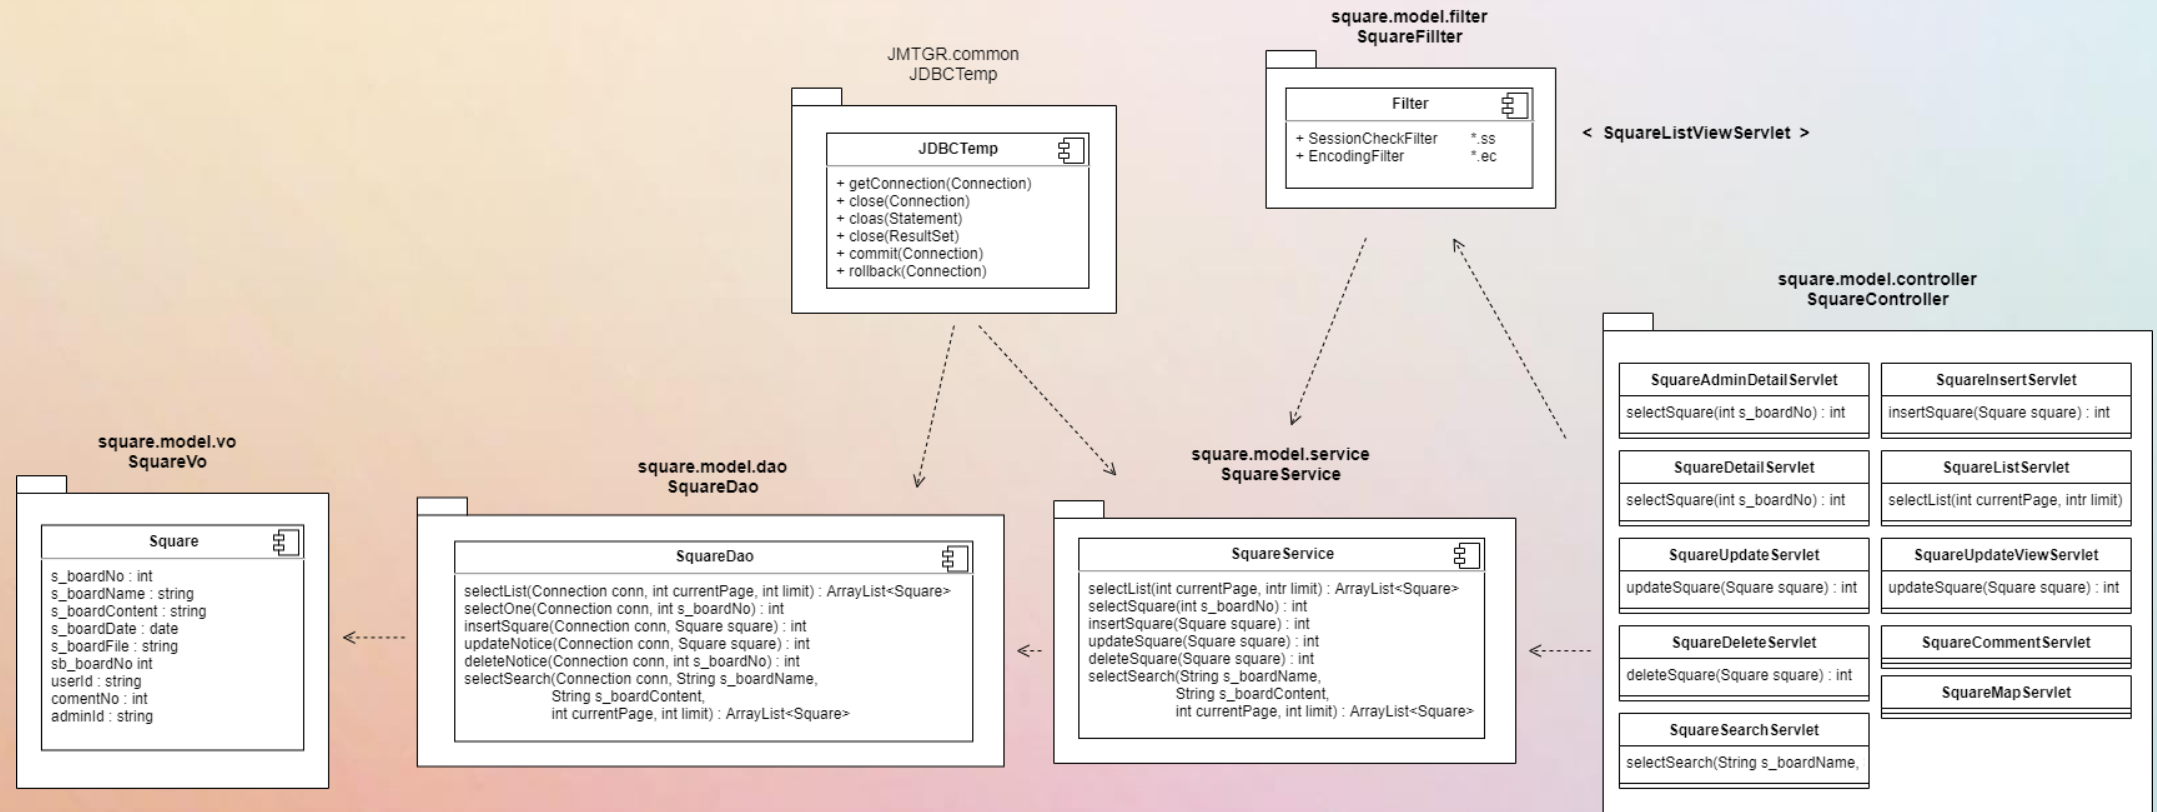 square.model.filter
SquareFillter
JMTGR.common
JDBCTemp
Filter
+ SessionCheckFilter *.ss
+ EncodingFilter *.ec
< SquareListViewServlet >
JDBCTemp
+ getConnection(Connection)
+ close(Connection)
+ cloas(Statement)
+ close(ResultSet)
+ commit(Connection)
+ rollback(Connection)
square.model.controller
SquareController
SquareAdminDetailServlet
selectSquare(int s_boardNo) : int
SquareInsertServlet
insertSquare(Square square) : int
SquareDetailServlet
selectSquare(int s_boardNo) : int
SquareListServlet
selectList(int currentPage, intr limit)
SquareUpdateServlet
updateSquare(Square square) : int
SquareUpdateViewServlet
updateSquare(Square square) : int
SquareDeleteServlet
deleteSquare(Square square) : int
SquareCommentServlet
SquareMapServlet
SquareSearchServlet
selectSearch(String s_boardName,
square.model.vo
SquareVo
Square
s_boardNo : int
s_boardName : string
s_boardContent : string
s_boardDate : date
s_boardFile : string
sb_boardNo int
userId : string
comentNo : int
adminId : string
square.model.dao
SquareDao
SquareDao
selectList(Connection conn, int currentPage, int limit) : ArrayList<Square>
selectOne(Connection conn, int s_boardNo) : int
insertSquare(Connection conn, Square square) : int
updateNotice(Connection conn, Square square) : int
deleteNotice(Connection conn, int s_boardNo) : int
selectSearch(Connection conn, String s_boardName,
String s_boardContent,
int currentPage, int limit) : ArrayList<Square>
square.model.service
SquareService
SquareService
selectList(int currentPage, intr limit) : ArrayList<Square>
selectSquare(int s_boardNo) : int
insertSquare(Square square) : int
updateSquare(Square square) : int
deleteSquare(Square square) : int
selectSearch(String s_boardName,
String s_boardContent,
int currentPage, int limit) : ArrayList<Square>